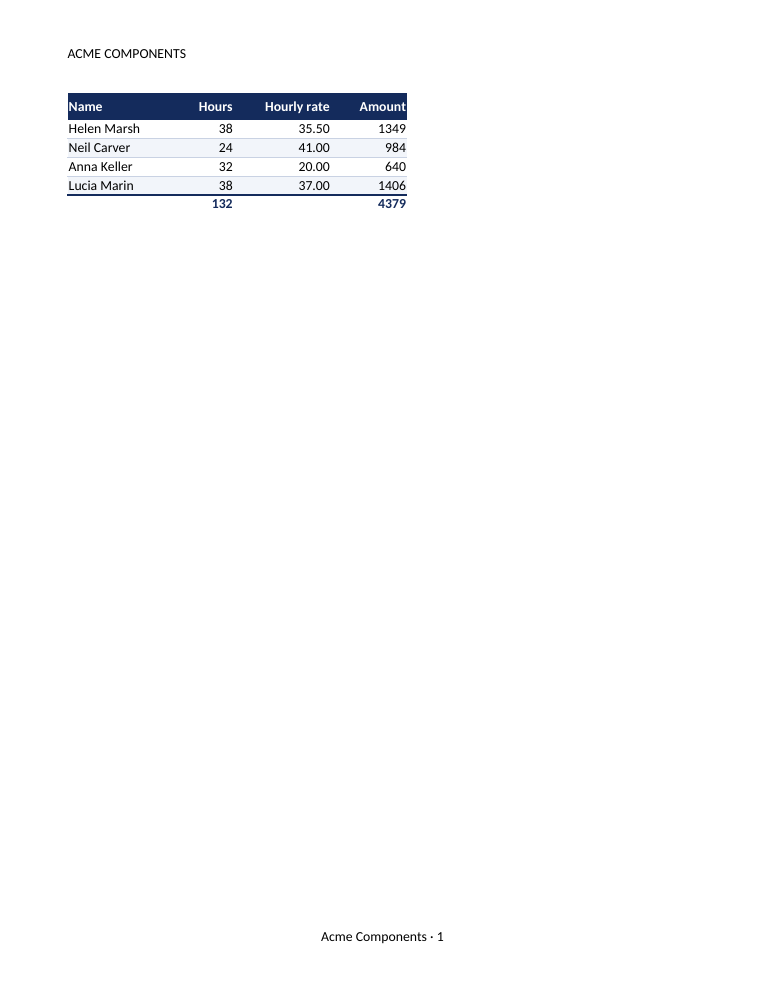 ACME COMPONENTS
Name Hours Hourly rate Amount
Helen Marsh 38 35.50 1349
Neil Carver 24 41.00 984
Anna Keller 32 20.00 640
Lucia Marin 38 37.00 1406
132 4379
Acme Components · 1